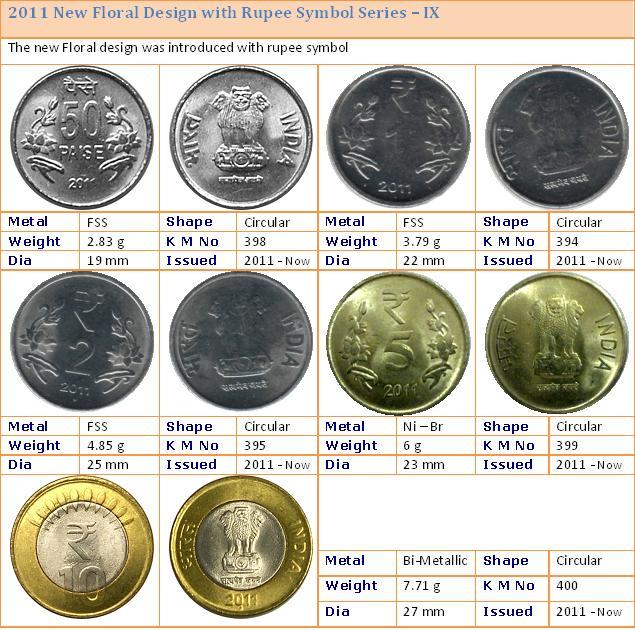 2011 New Floral Design with Rupee Symbol Series – IX
The new Floral design was introduced with rupee symbol
पैसे
50
PAISE
2011
भारत INDIA
सत्यमेव जयते
₹
1
2011
भारत INDIA
सत्यमेव जयते
Metal FSS Shape Circular Metal FSS Shape Circular
Weight 2.83 g K M No 398 Weight 3.79 g K M No 394
Dia 19 mm Issued 2011 - Now Dia 22 mm Issued 2011 - Now
₹
2
2011
भारत INDIA
सत्यमेव जयते
₹
5
2011
भारत INDIA
सत्यमेव जयते
Metal FSS Shape Circular Metal Ni – Br Shape Circular
Weight 4.85 g K M No 395 Weight 6 g K M No 399
Dia 25 mm Issued 2011 - Now Dia 23 mm Issued 2011 - Now
₹
10
भारत INDIA
सत्यमेव जयते
2011
Metal Bi-Metallic Shape Circular
Weight 7.71 g K M No 400
Dia 27 mm Issued 2011 - Now